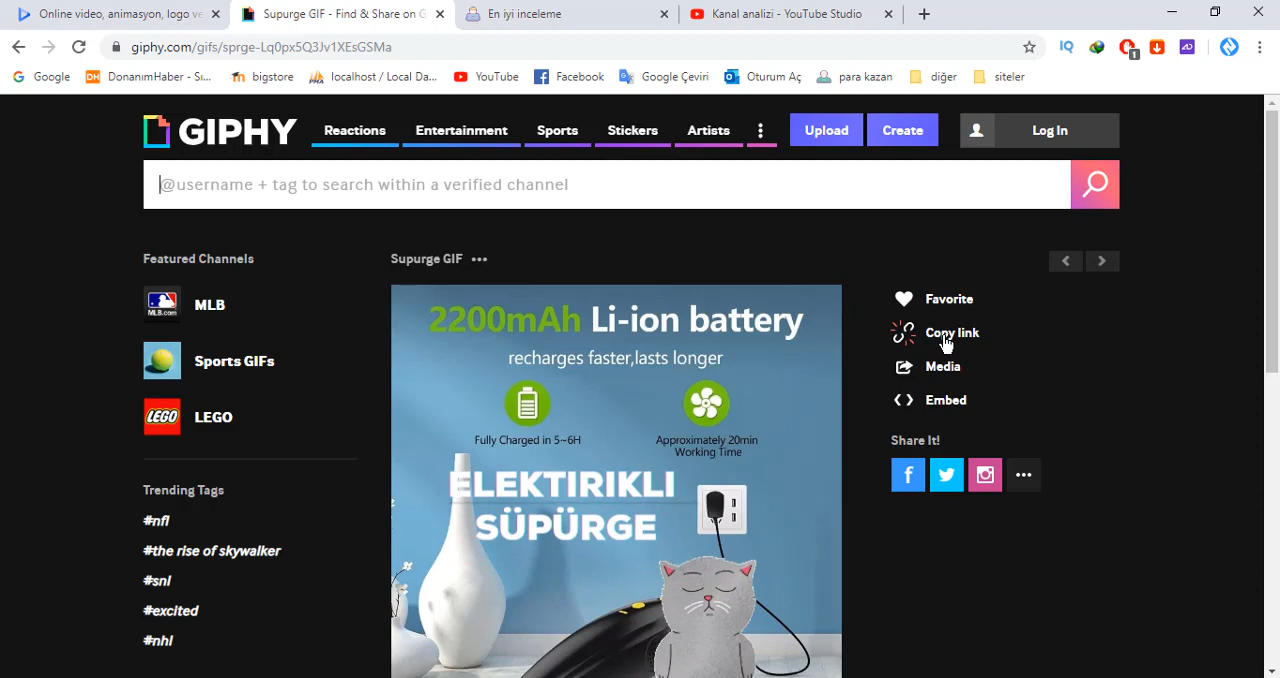 Online video, animasyon, logo ve
Supurge GIF - Find & Share on G
En iyi inceleme
Kanal analizi - YouTube Studio
giphy.com/gifs/sprge-Lq0px5Q3Jv1XEsGSMa
IQ
1
Google
DH DonanımHaber - Si...
bigstore
localhost / Local Da...
YouTube
Facebook
Google Çeviri
Oturum Aç
para kazan
diğer
siteler
GIPHY
Reactions
Entertainment
Sports
Stickers
Artists
Upload
Create
Log In
@username + tag to search within a verified channel
Featured Channels
MLB.com
MLB
Sports GIFs
LEGO
LEGO
Trending Tags
#nfl
#the rise of skywalker
#snl
#excited
#nhl
Supurge GIF
2200mAh Li-ion battery
recharges faster,lasts longer
Fully Charged in 5~6H
Approximately 20min
Working Time
ELEKTIRIKLI
SÜPÜRGE
Favorite
Copy link
Media
Embed
Share It!